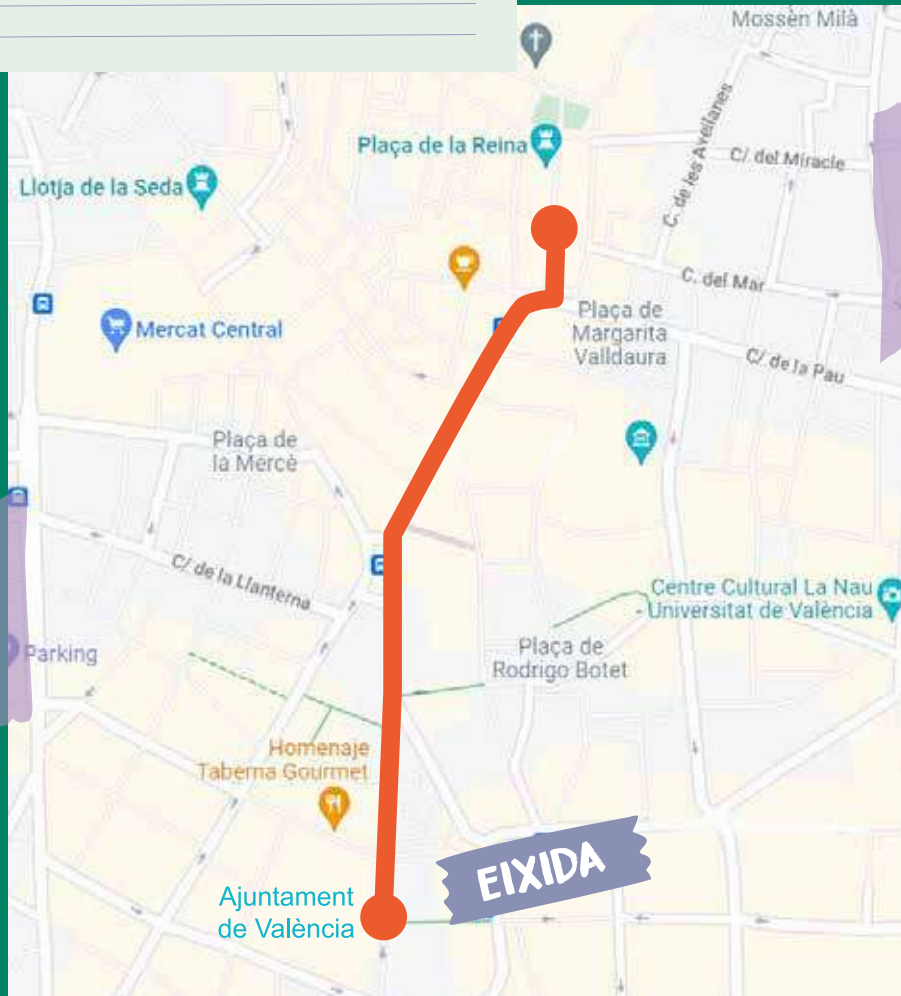 Mossèn Milà
Plaça de la Reina
C. de les Avellanes
C/ del Miracle
Llotja de la Seda
C. del Mar
Mercat Central
Plaça de
Margarita
Valldaura
C/ de la Pau
Plaça de
la Mercè
C/ de la Llanterna
Centre Cultural La Nau
- Universitat de València
Parking
Plaça de
Rodrigo Botet
Homenaje
Taberna Gourmet
EIXIDA
Ajuntament
de València